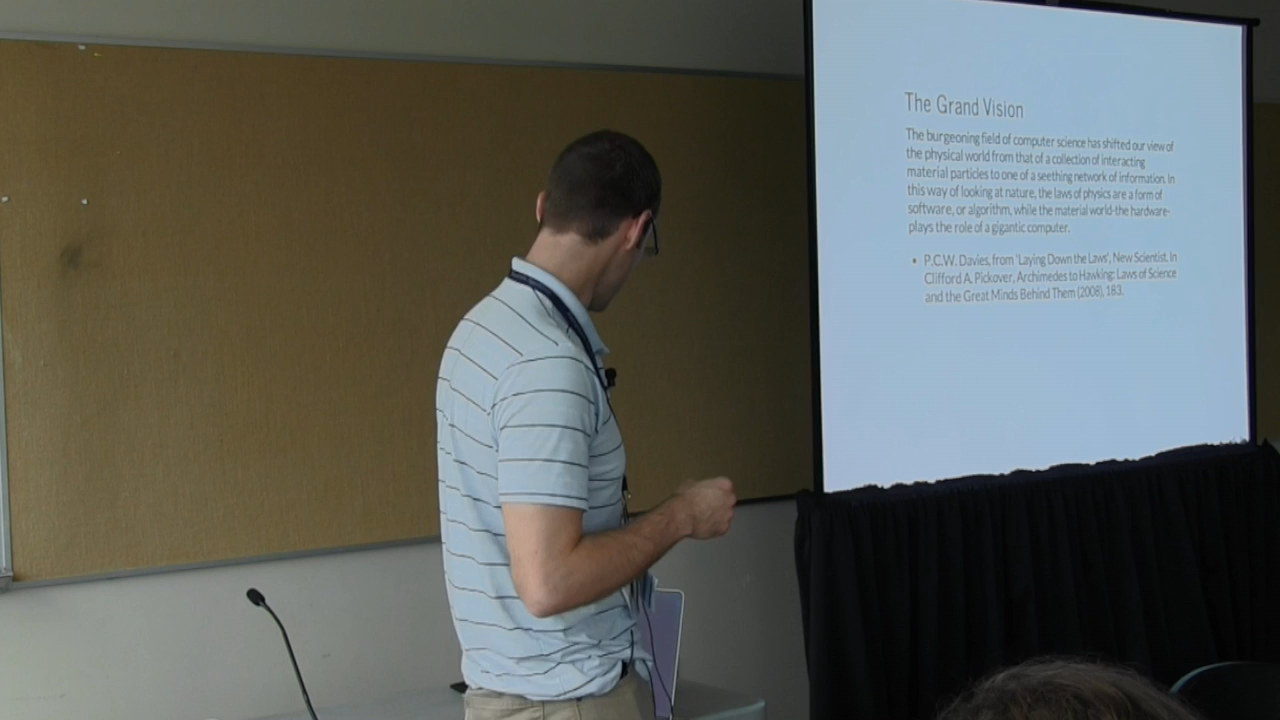 The Grand Vision
The burgeoning field of computer science has shifted our view of
the physical world from that of a collection of interacting
material particles to one of a seething network of information. In
this way of looking at nature, the laws of physics are a form of
software, or algorithm, while the material world-the hardware-
plays the role of a gigantic computer.
• P.C.W. Davies, from 'Laying Down the Laws', New Scientist. In
Clifford A. Pickover, Archimedes to Hawking: Laws of Science
and the Great Minds Behind Them (2008), 183.